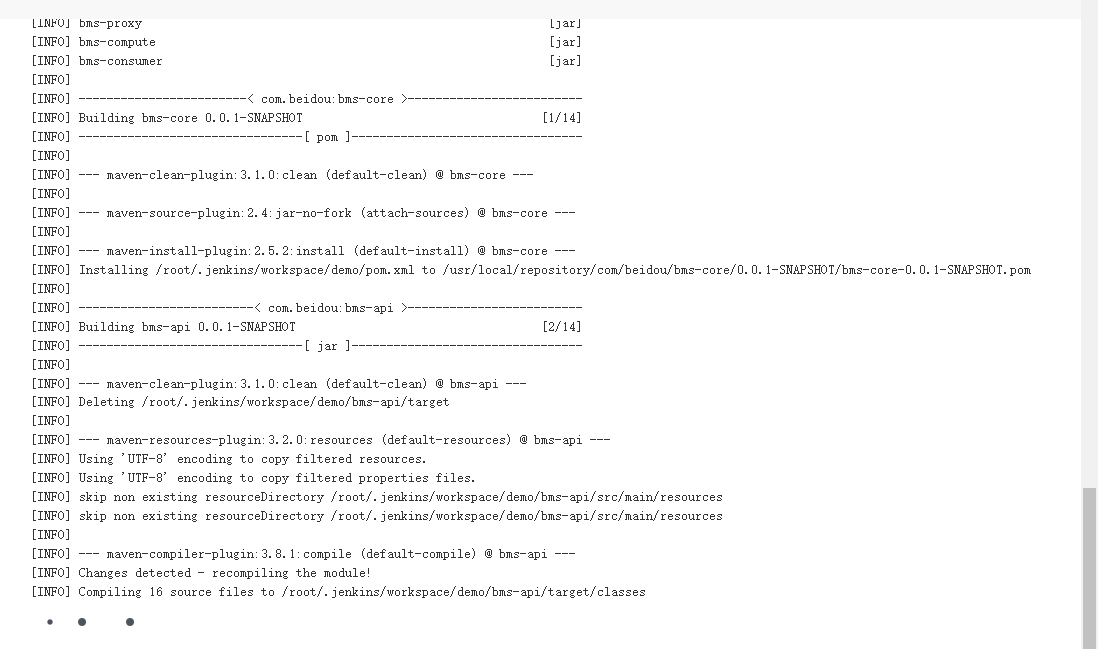 [INFO] bms-proxy [jar]
[INFO] bms-compute [jar]
[INFO] bms-consumer [jar]
[INFO]
[INFO] ------------------------< com.beidou:bms-core >-------------------------
[INFO] Building bms-core 0.0.1-SNAPSHOT [1/14]
[INFO] --------------------------------[ pom ]---------------------------------
[INFO]
[INFO] --- maven-clean-plugin:3.1.0:clean (default-clean) @ bms-core ---
[INFO]
[INFO] --- maven-source-plugin:2.4:jar-no-fork (attach-sources) @ bms-core ---
[INFO]
[INFO] --- maven-install-plugin:2.5.2:install (default-install) @ bms-core ---
[INFO] Installing /root/.jenkins/workspace/demo/pom.xml to /usr/local/repository/com/beidou/bms-core/0.0.1-SNAPSHOT/bms-core-0.0.1-SNAPSHOT.pom
[INFO]
[INFO] -------------------------< com.beidou:bms-api >-------------------------
[INFO] Building bms-api 0.0.1-SNAPSHOT [2/14]
[INFO] --------------------------------[ jar ]---------------------------------
[INFO]
[INFO] --- maven-clean-plugin:3.1.0:clean (default-clean) @ bms-api ---
[INFO] Deleting /root/.jenkins/workspace/demo/bms-api/target
[INFO]
[INFO] --- maven-resources-plugin:3.2.0:resources (default-resources) @ bms-api ---
[INFO] Using 'UTF-8' encoding to copy filtered resources.
[INFO] Using 'UTF-8' encoding to copy filtered properties files.
[INFO] skip non existing resourceDirectory /root/.jenkins/workspace/demo/bms-api/src/main/resources
[INFO] skip non existing resourceDirectory /root/.jenkins/workspace/demo/bms-api/src/main/resources
[INFO]
[INFO] --- maven-compiler-plugin:3.8.1:compile (default-compile) @ bms-api ---
[INFO] Changes detected - recompiling the module!
[INFO] Compiling 16 source files to /root/.jenkins/workspace/demo/bms-api/target/classes